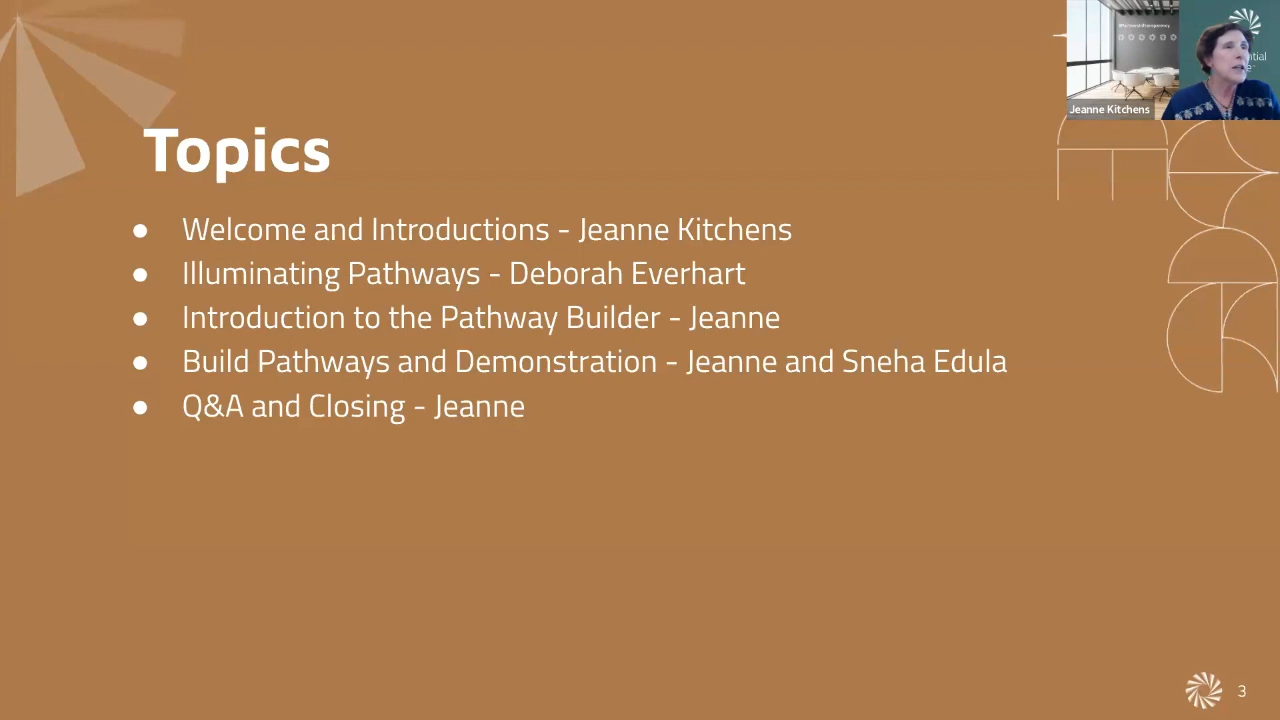 Topics
● Welcome and Introductions - Jeanne Kitchens
● Illuminating Pathways - Deborah Everhart
● Introduction to the Pathway Builder - Jeanne
● Build Pathways and Demonstration - Jeanne and Sneha Edula
● Q&A and Closing - Jeanne
Jeanne Kitchens
3